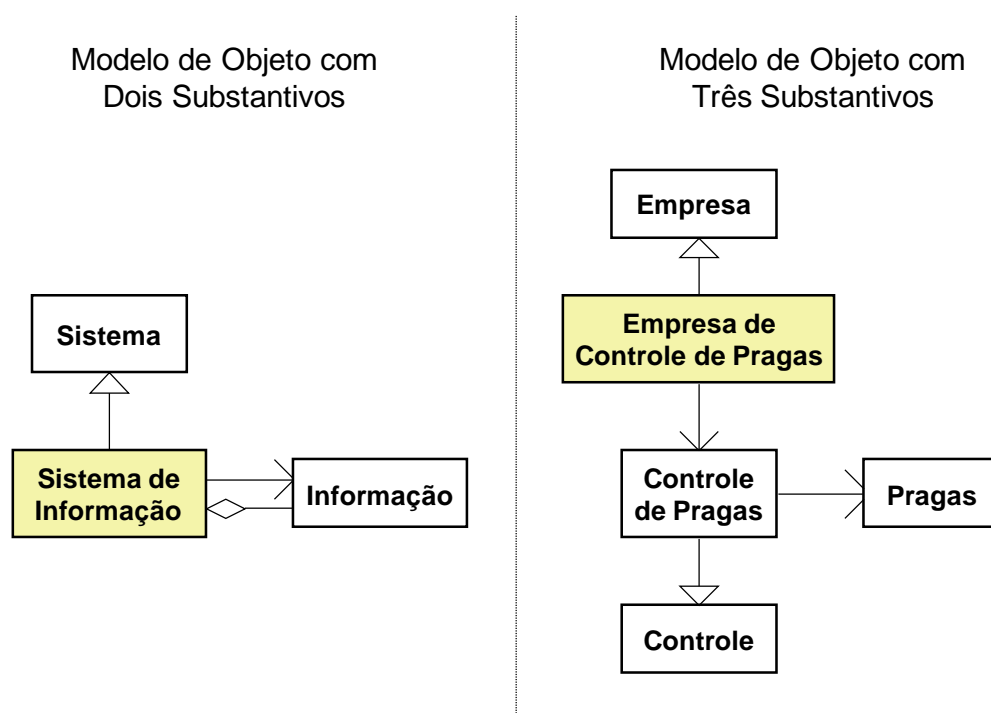 Modelo de Objeto com
Dois Substantivos
Sistema
Sistema de
Informação
Informação
Modelo de Objeto com
Três Substantivos
Empresa
Empresa de
Controle de Pragas
Controle
de Pragas
Pragas
Controle